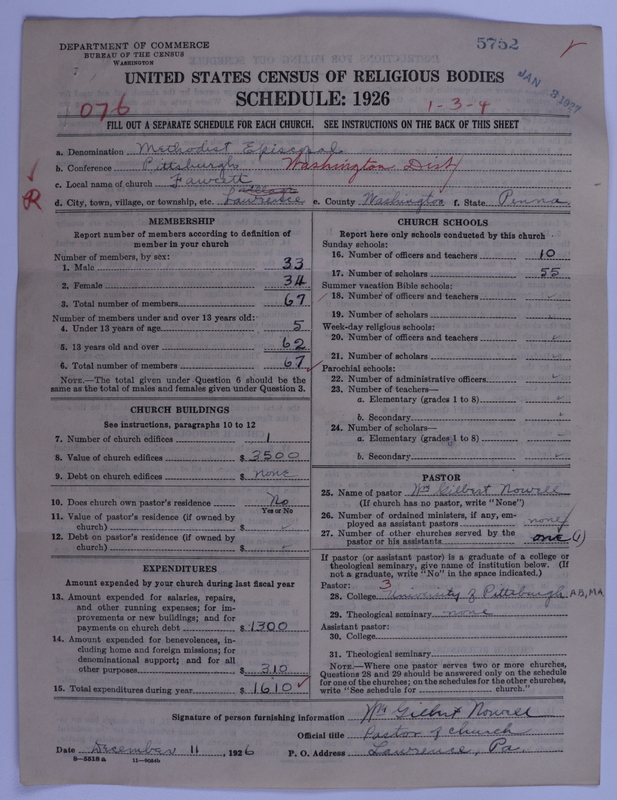 DEPARTMENT OF COMMERCE
BUREAU OF THE CENSUS
WASHINGTON
5752
JAN 3 1927
UNITED STATES CENSUS OF RELIGIOUS BODIES
SCHEDULE: 1926
076
1-3-4
FILL OUT A SEPARATE SCHEDULE FOR EACH CHURCH. SEE INSTRUCTIONS ON THE BACK OF THIS SHEET
a. Denomination Methodist Episcopal
b. Conference Pittsburgh Washington Dist
c. Local name of church Fawcett
R
village
d. City, town, village, or township, etc. Lawrence e. County Washington f. State Penna
MEMBERSHIP
Report number of members according to definition of
member in your church
Number of members, by sex:
1. Male 33
2. Female 34
3. Total number of members 67
Number of members under and over 13 years old:
4. Under 13 years of age 5
5. 13 years old and over 62
6. Total number of members 67
NOTE.—The total given under Question 6 should be the
same as the total of males and females given under Question 3.
CHURCH BUILDINGS
See instructions, paragraphs 10 to 12
7. Number of church edifices 1
8. Value of church edifices $ 3500
9. Debt on church edifices $ none
10. Does church own pastor's residence No
Yes or No
11. Value of pastor's residence (if owned by
church) $
12. Debt on pastor's residence (if owned by
church) $
EXPENDITURES
Amount expended by your church during last fiscal year
13. Amount expended for salaries, repairs,
and other running expenses; for im-
provements or new buildings; and for
payments on church debt $ 1300
14. Amount expended for benevolences, in-
cluding home and foreign missions; for
denominational support; and for all
other purposes $ 310
15. Total expenditures during year $ 1610
CHURCH SCHOOLS
Report here only schools conducted by this church
Sunday schools:
16. Number of officers and teachers 10
17. Number of scholars 55
Summer vacation Bible schools:
18. Number of officers and teachers
19. Number of scholars
Week-day religious schools:
20. Number of officers and teachers
21. Number of scholars
Parochial schools:
22. Number of administrative officers
23. Number of teachers—
a. Elementary (grades 1 to 8)
b. Secondary
24. Number of scholars—
a. Elementary (grades 1 to 8)
b. Secondary
PASTOR
25. Name of pastor Wm Gilbert Nowell
(If church has no pastor, write "None")
26. Number of ordained ministers, if any, em-
ployed as assistant pastors none
27. Number of other churches served by the
pastor or his assistants one (1)
If pastor (or assistant pastor) is a graduate of a college or
theological seminary, give name of institution below. (If
not a graduate, write "No" in the space indicated.)
Pastor: 3
28. College University of Pittsburgh AB, MA
29. Theological seminary none
Assistant pastor:
30. College
31. Theological seminary
NOTE.—Where one pastor serves two or more churches,
Questions 28 and 29 should be answered only on the schedule
for one of the churches; on the schedules for the other churches,
write "See schedule for church."
Signature of person furnishing information Wm Gilbert Nowell
Official title Pastor of church
Date December 11, 1926 P. O. Address Lawrence, Pa.
8—5518 a 11—8084b